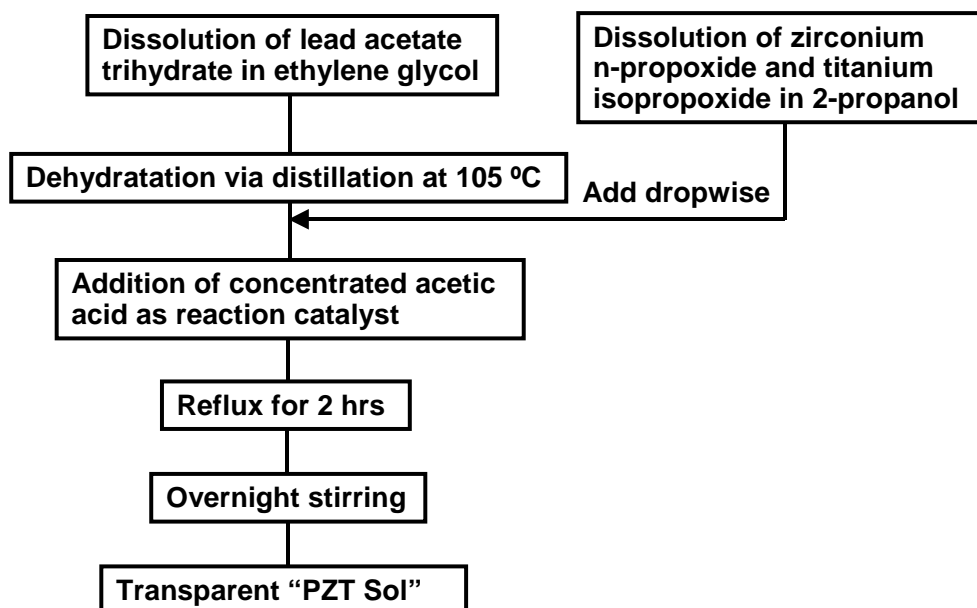 Dissolution of lead acetate
trihydrate in ethylene glycol
Dissolution of zirconium
n-propoxide and titanium
isopropoxide in 2-propanol
Dehydratation via distillation at 105 ºC
Add dropwise
Addition of concentrated acetic
acid as reaction catalyst
Reflux for 2 hrs
Overnight stirring
Transparent “PZT Sol”